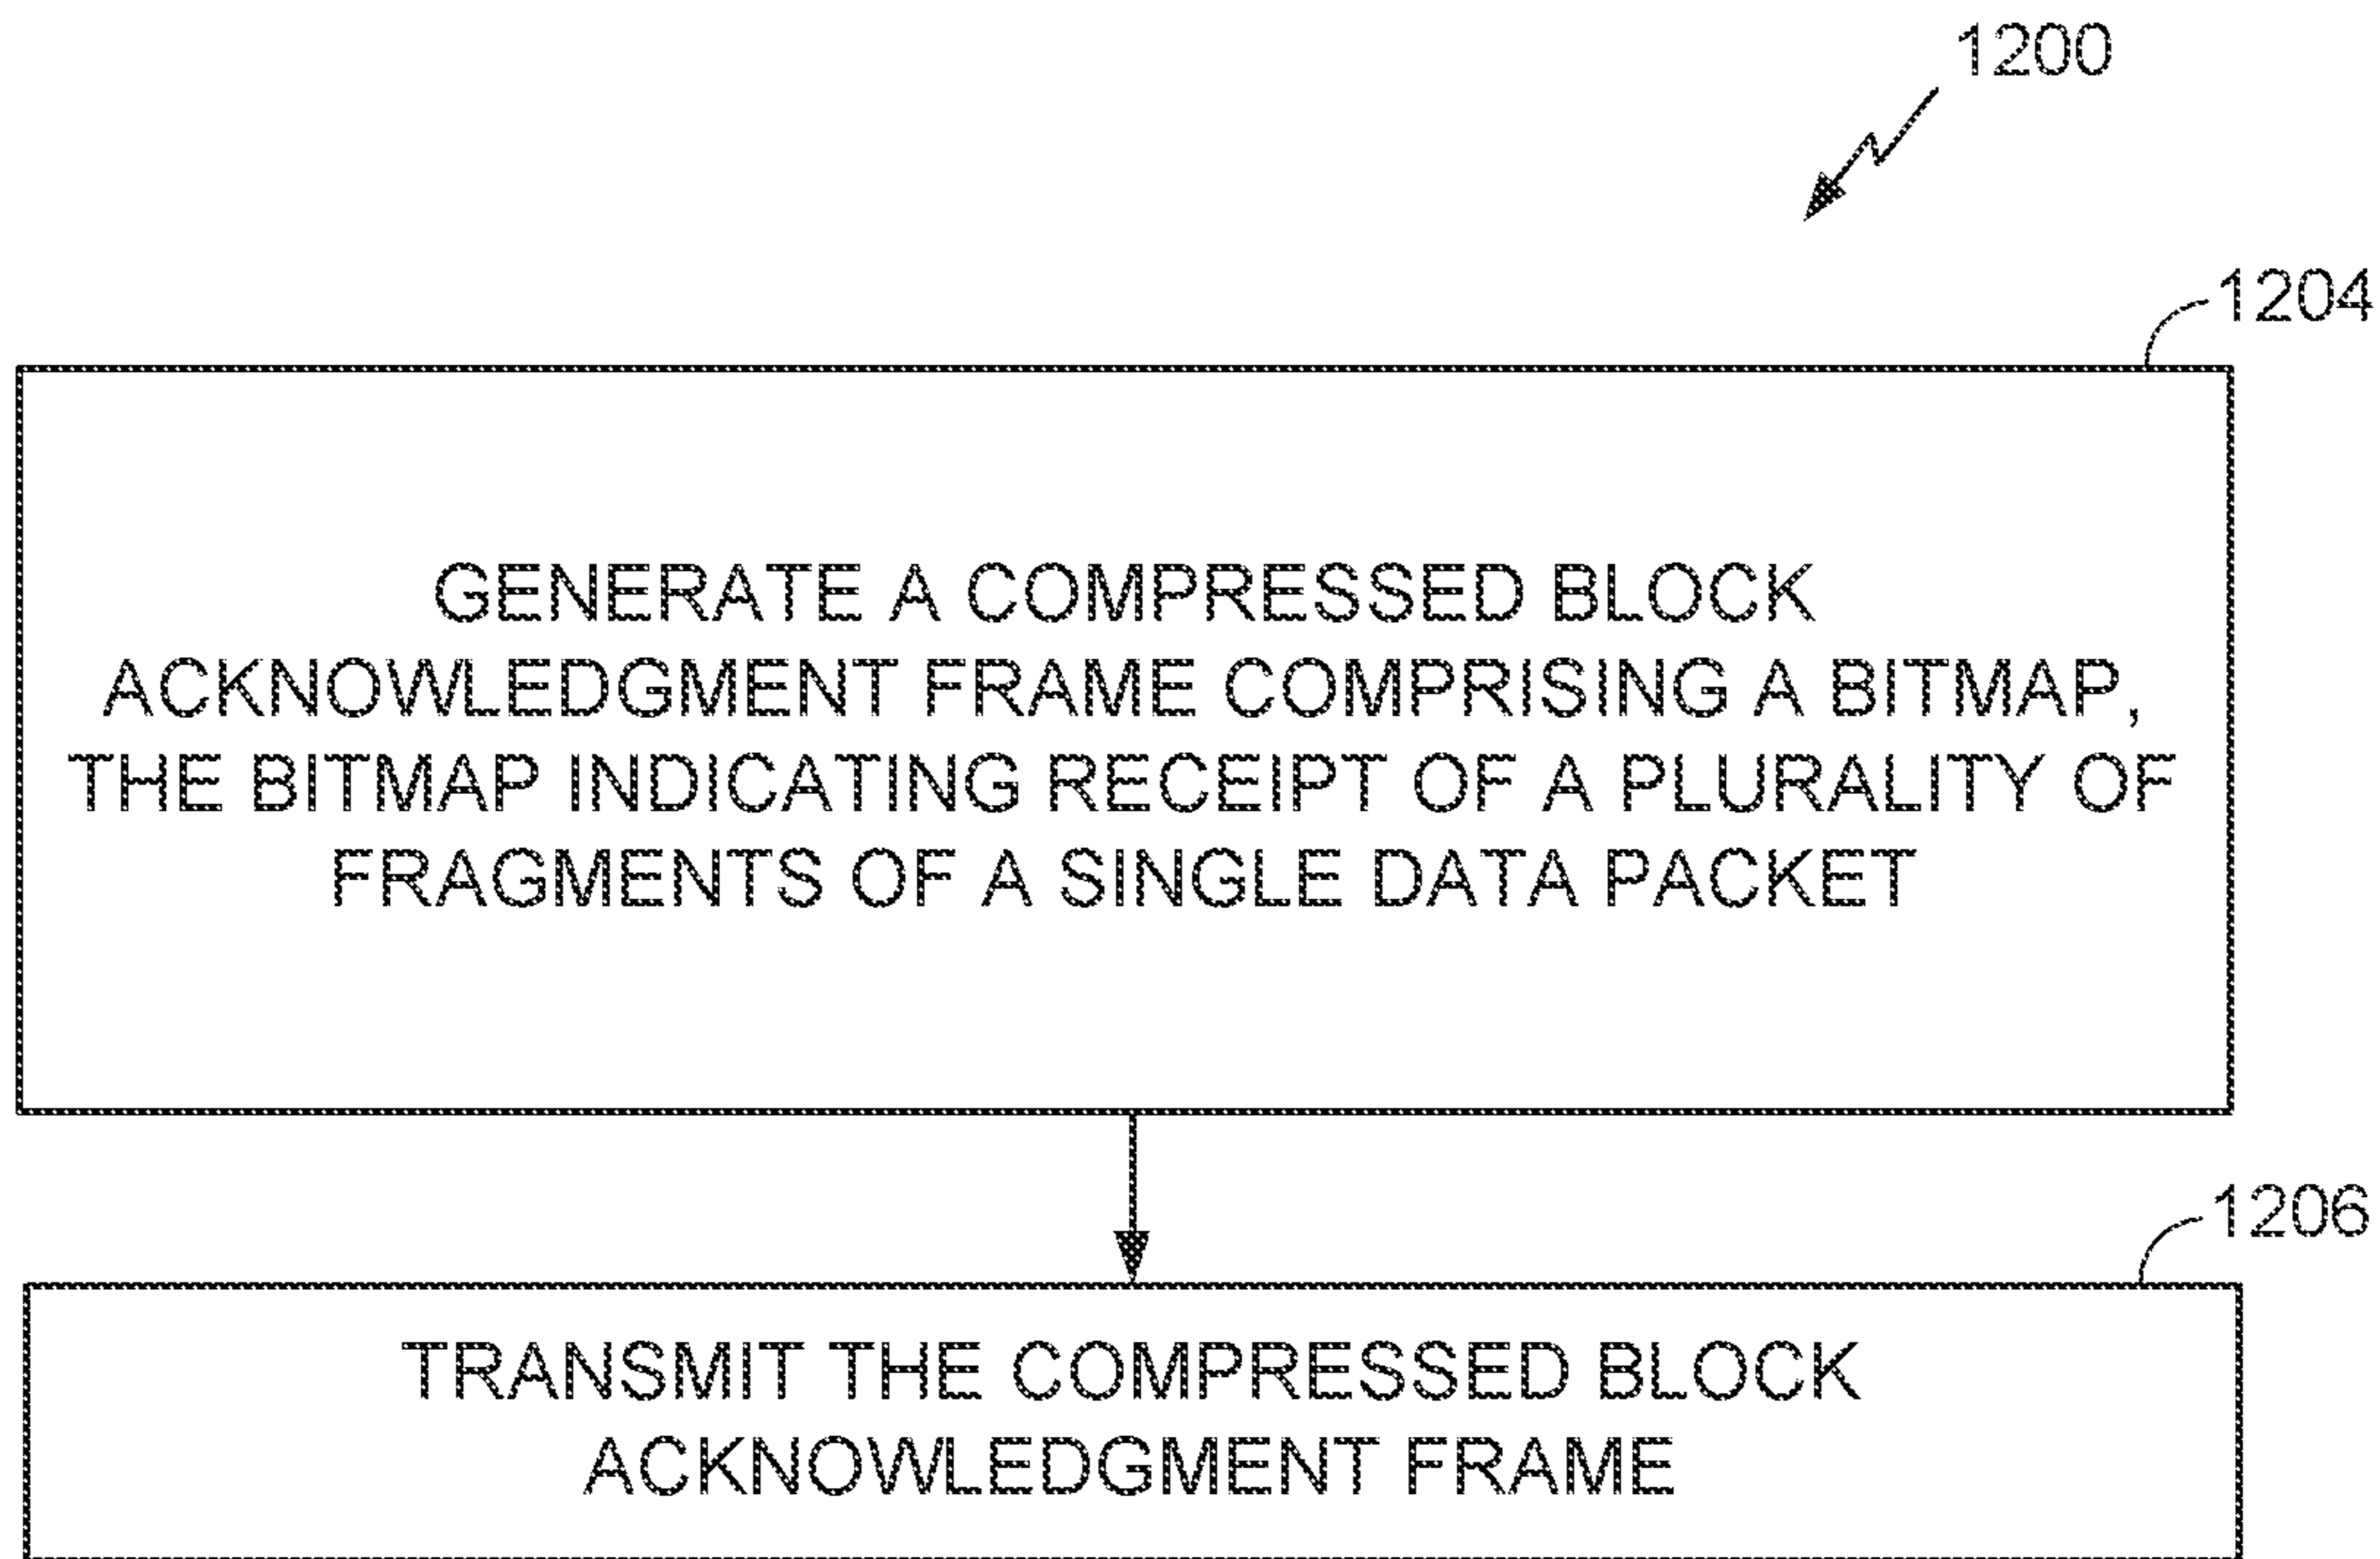 1200
1204
GENERATE A COMPRESSED BLOCK
ACKNOWLEDGMENT FRAME COMPRISING A BITMAP,
THE BITMAP INDICATING RECEIPT OF A PLURALITY OF
FRAGMENTS OF A SINGLE DATA PACKET
1206
TRANSMIT THE COMPRESSED BLOCK
ACKNOWLEDGMENT FRAME